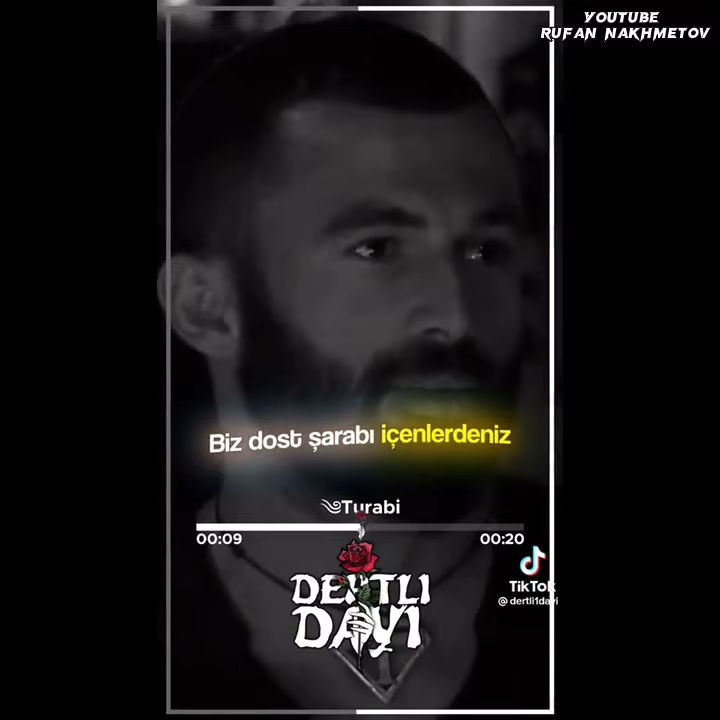 YOUTUBE
RUFAN NAKHMETOV
Biz dost şarabı içenlerdeniz
Turabi
00:09 00:20
DERTLI
DAYI
TikTok
@dertli1dayi